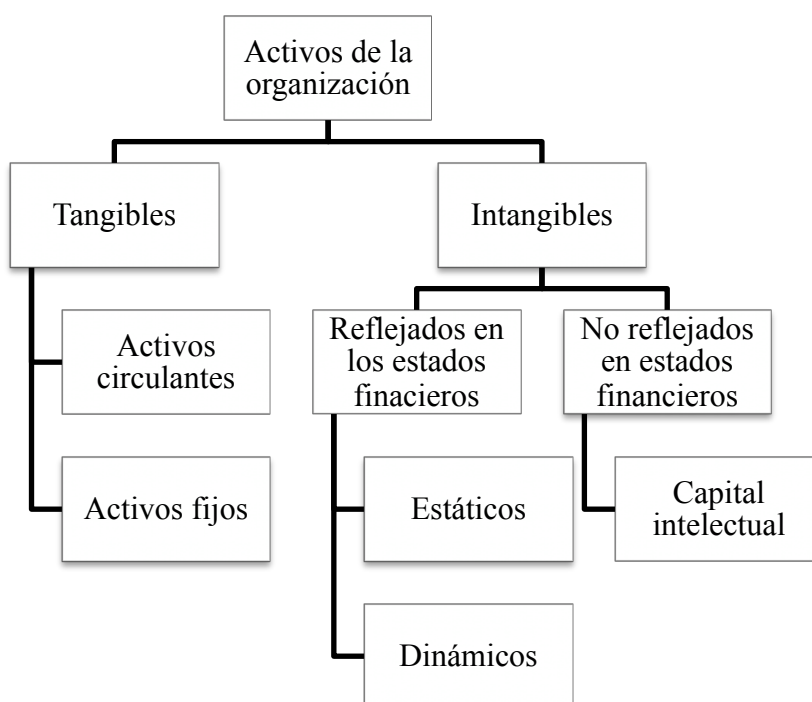 Activos de la
organización
Tangibles
Intangibles
Activos
circulantes
Activos fijos
Reflejados en
los estados
finacieros
No reflejados
en estados
financieros
Estáticos
Dinámicos
Capital
intelectual